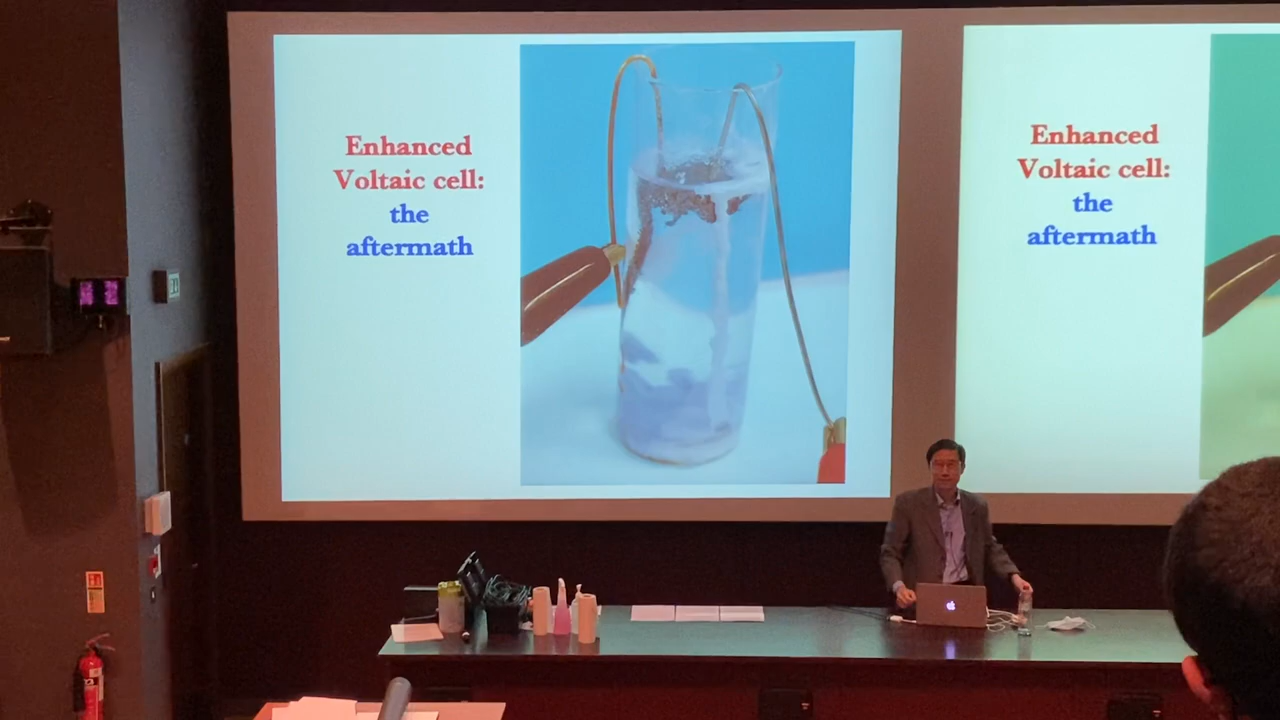 Enhanced
Voltaic cell:
the
aftermath
Enhanced
Voltaic cell:
the
aftermath